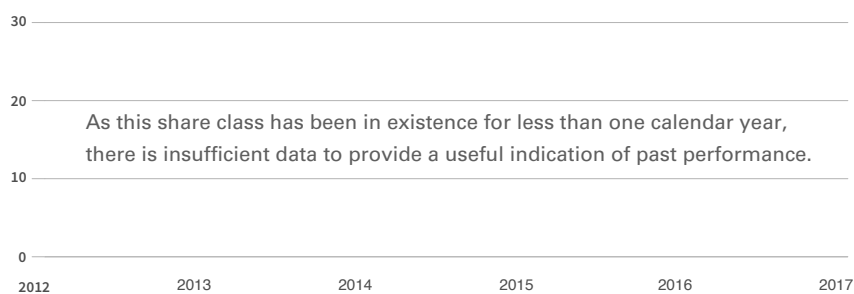 30
20
As this share class has been in existence for less than one calendar year,
there is insufficient data to provide a useful indication of past performance.
10
0
2012 2013 2014 2015 2016 2017